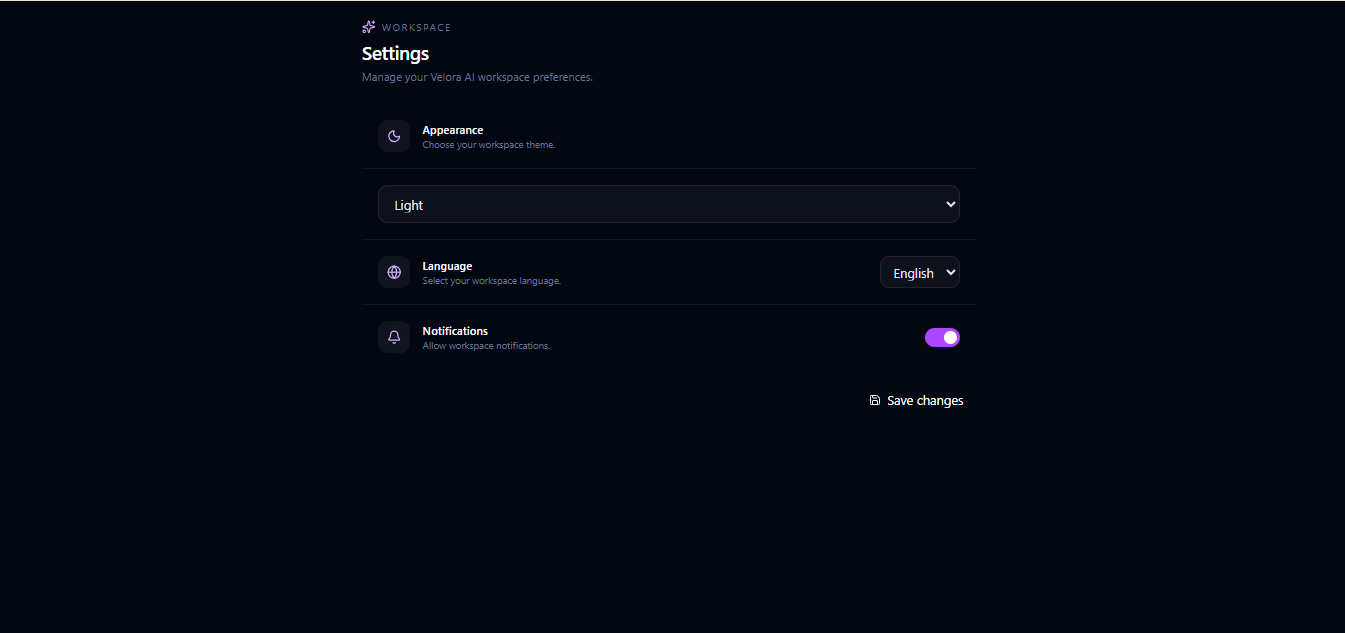 WORKSPACE
Settings
Manage your Velora AI workspace preferences.
Appearance
Choose your workspace theme.
Light
Language
Select your workspace language.
English
Notifications
Allow workspace notifications.
Save changes